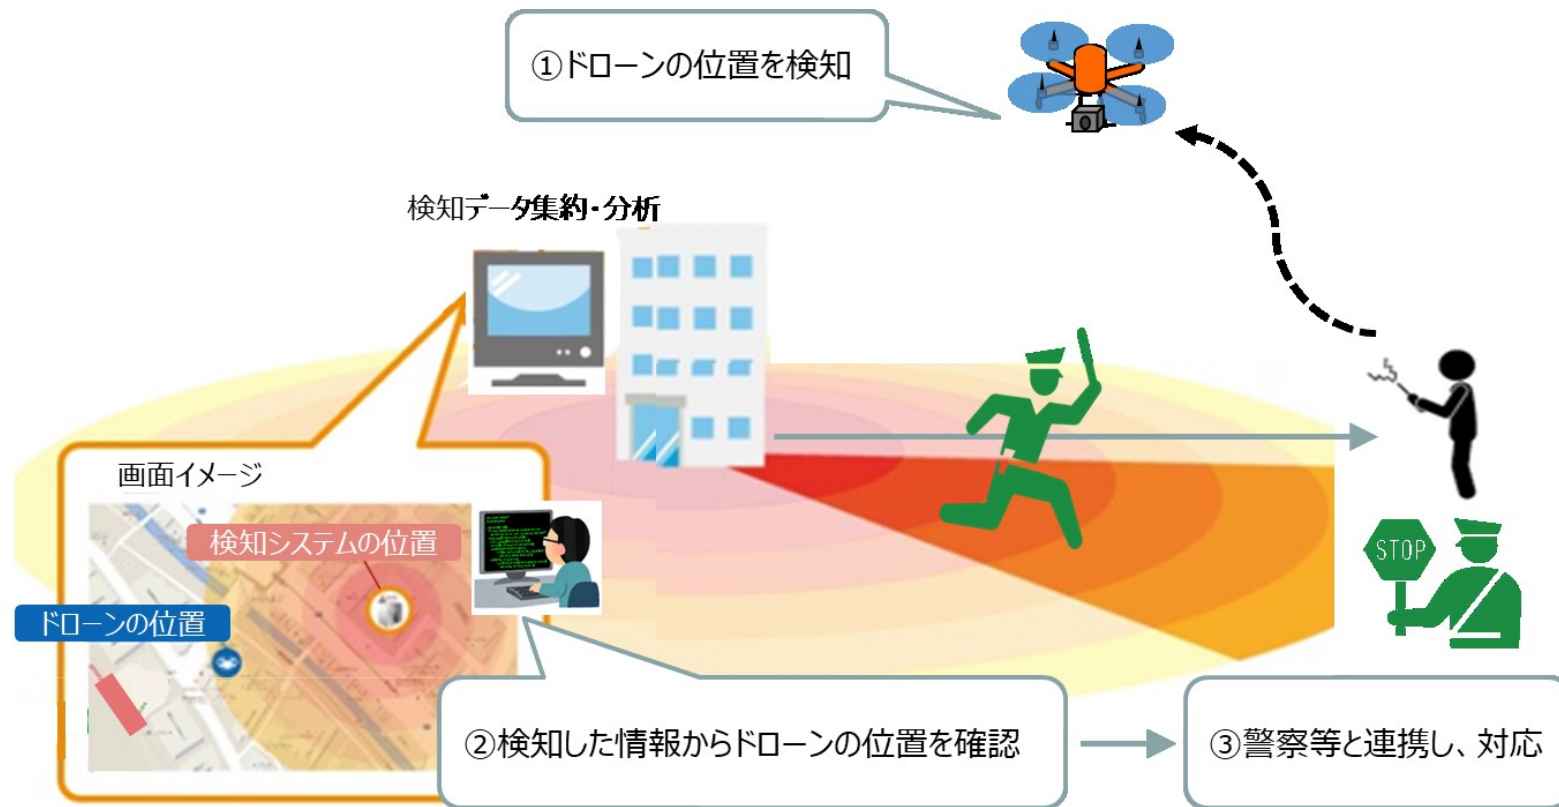 ①ドローンの位置を検知
検知データ集約・分析
画面イメージ
検知システムの位置
ドローンの位置
STOP
②検知した情報からドローンの位置を確認
③警察等と連携し、対応